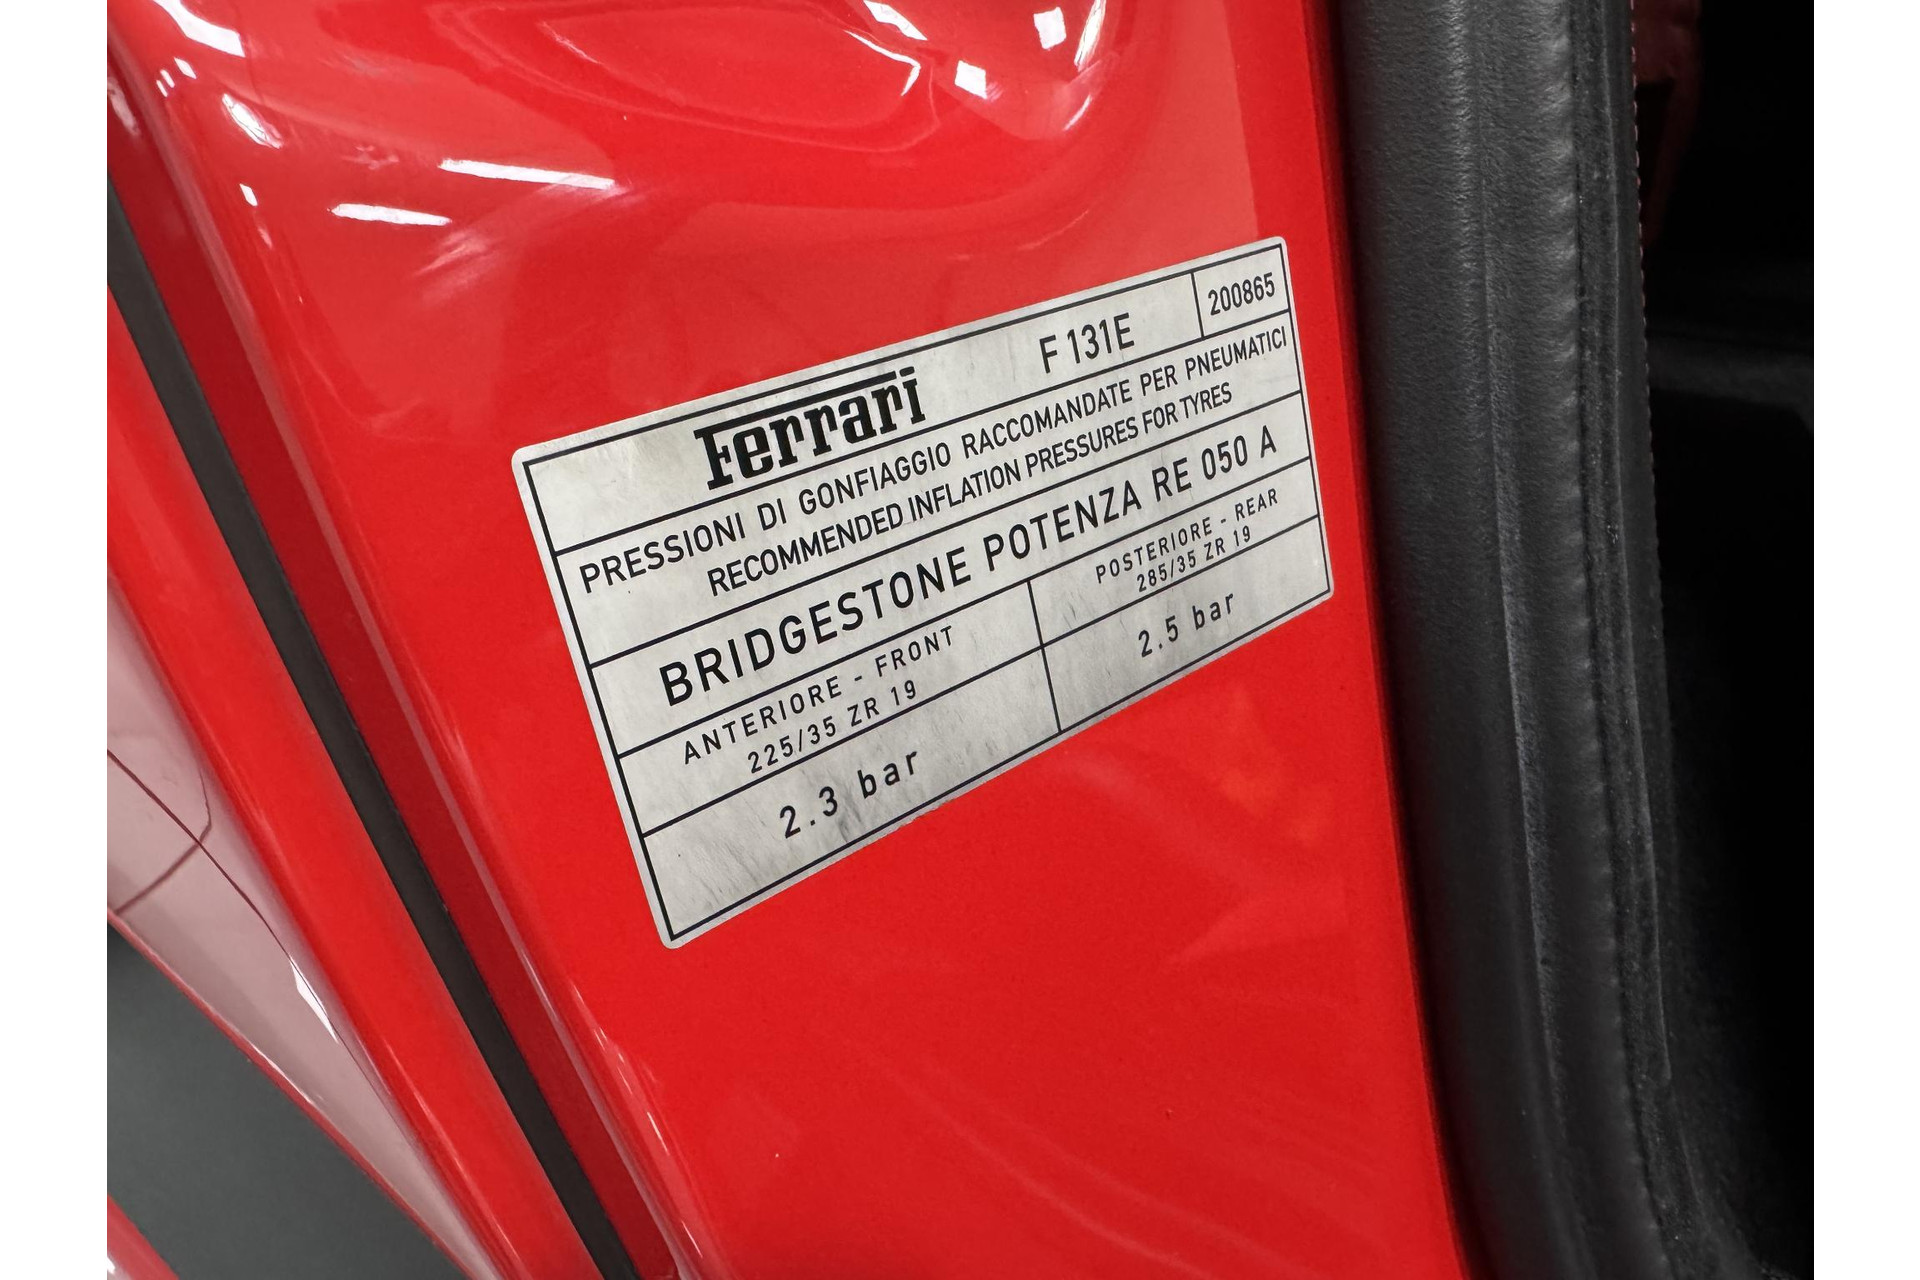 Ferrari F131E 200865
PRESSIONI DI GONFIAGGIO RACCOMANDATE PER PNEUMATICI
RECOMMENDED INFLATION PRESSURES FOR TYRES
BRIDGESTONE POTENZA RE 050 A
ANTERIORE - FRONT
225/35 ZR 19
2.3 bar
POSTERIORE - REAR
285/35 ZR 19
2.5 bar